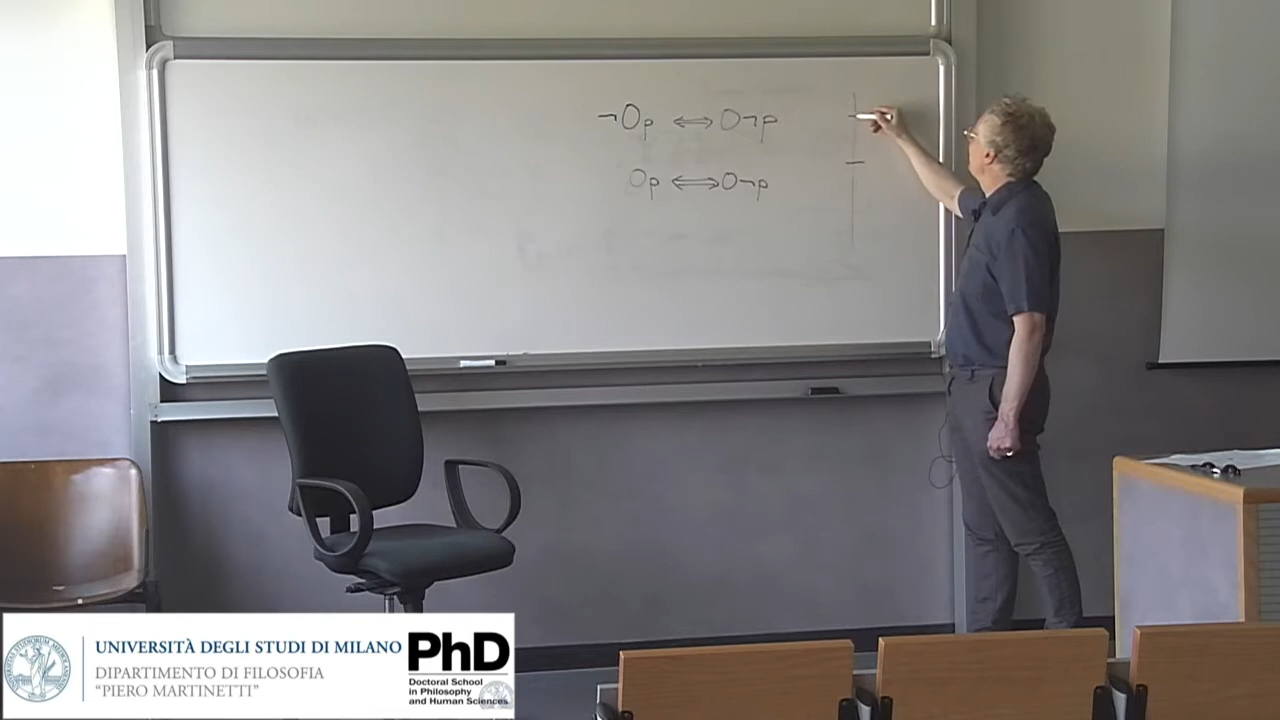 ¬Op ⟺ O¬p
Op ⟺ O¬p
UNIVERSITÀ DEGLI STUDI DI MILANO
DIPARTIMENTO DI FILOSOFIA
"PIERO MARTINETTI"
PhD
Doctoral School
in Philosophy
and Human Sciences